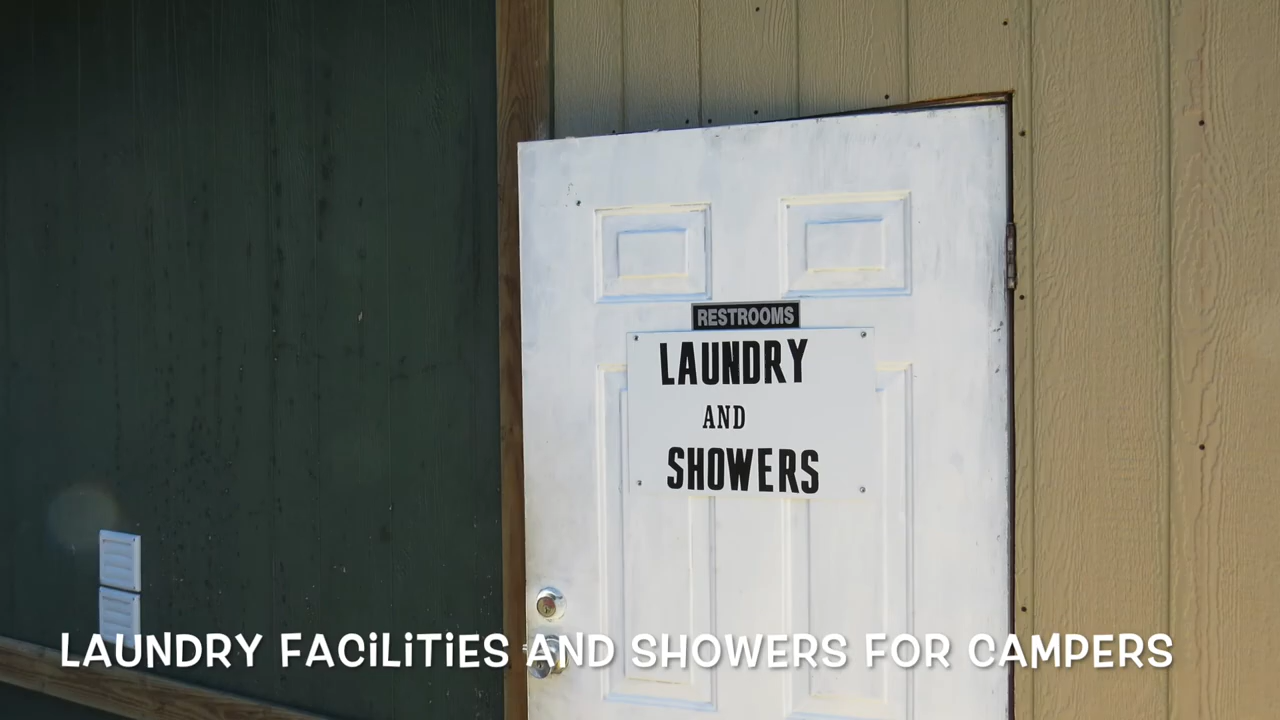 RESTROOMS
LAUNDRY
AND
SHOWERS
LAUNDRY FACILITIES AND SHOWERS FOR CAMPERS